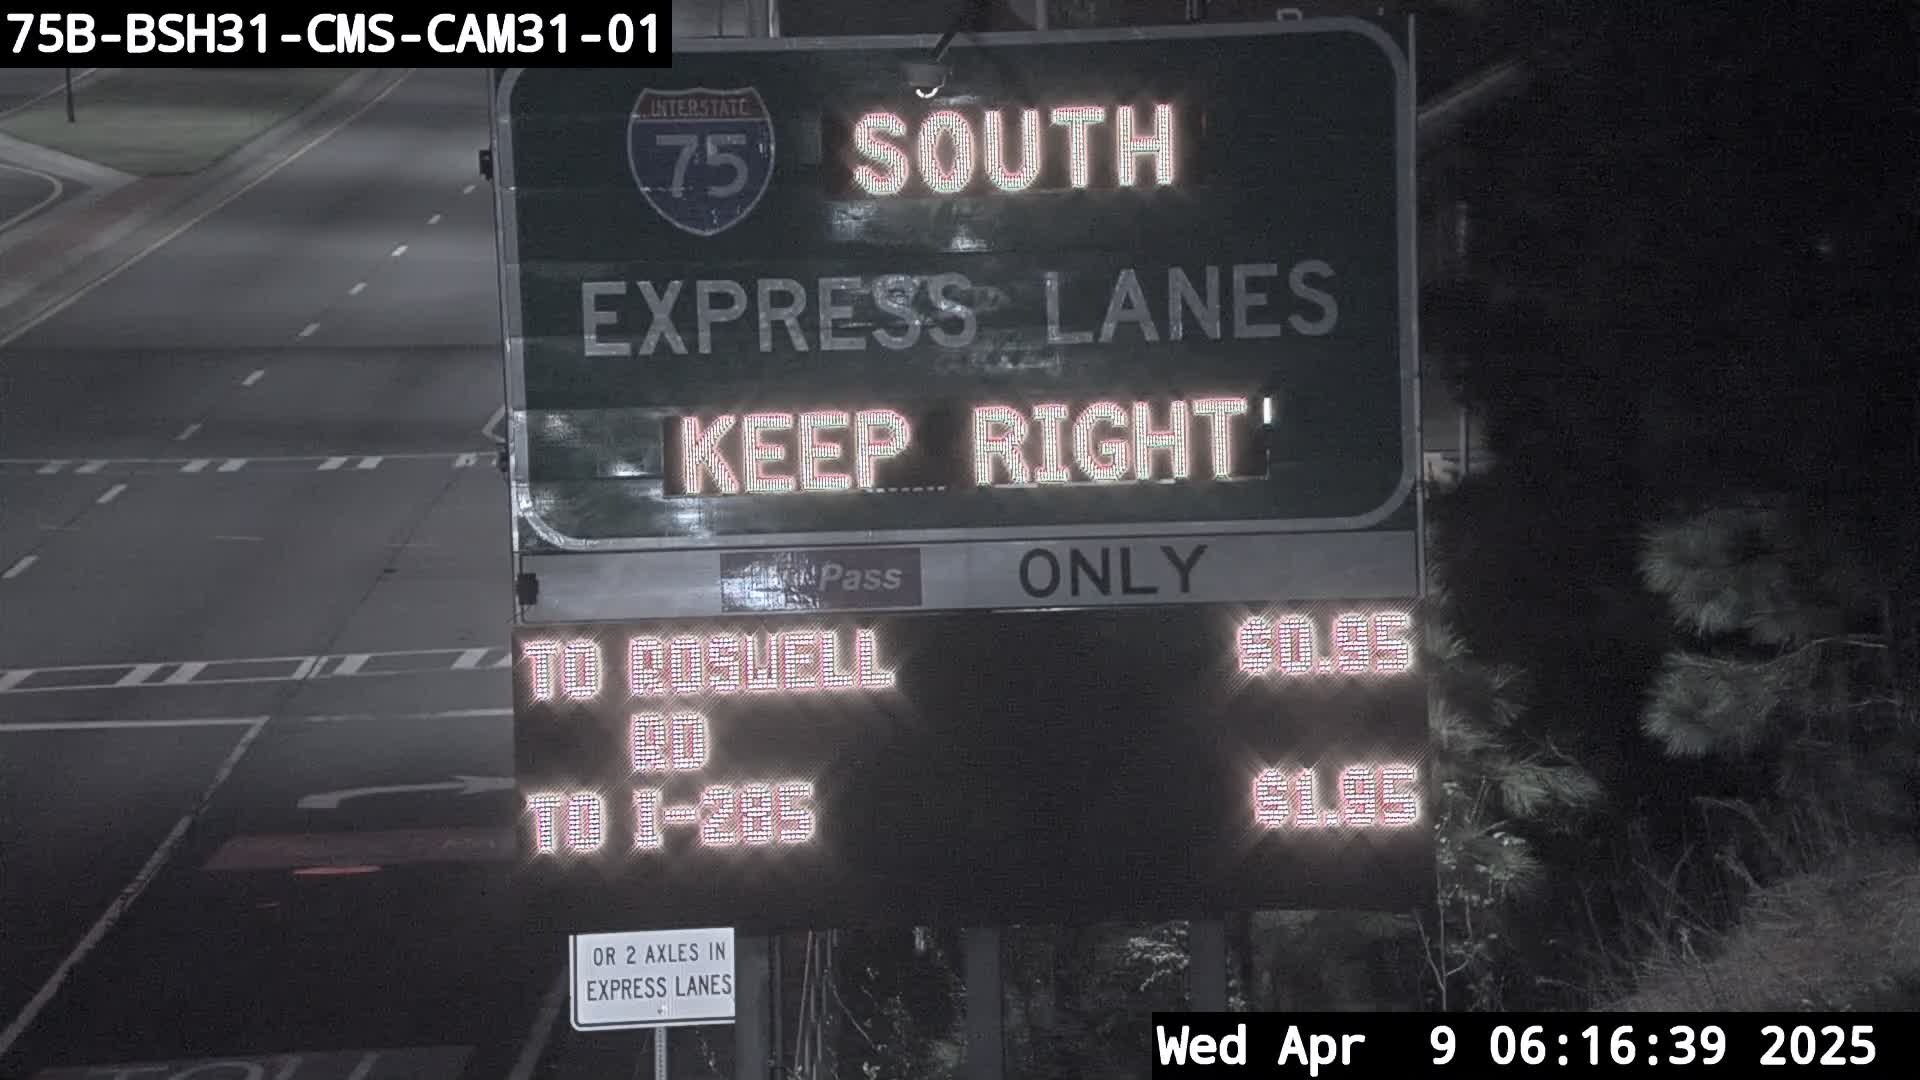 75B-BSH31-CMS-CAM31-01
INTERSTATE
75
SOUTH
EXPRESS LANES
KEEP RIGHT
Pass ONLY
TO ROSWELL $0.95
RD
TO I-285 $1.95
OR 2 AXLES IN
EXPRESS LANES
Wed Apr 9 06:16:39 2025